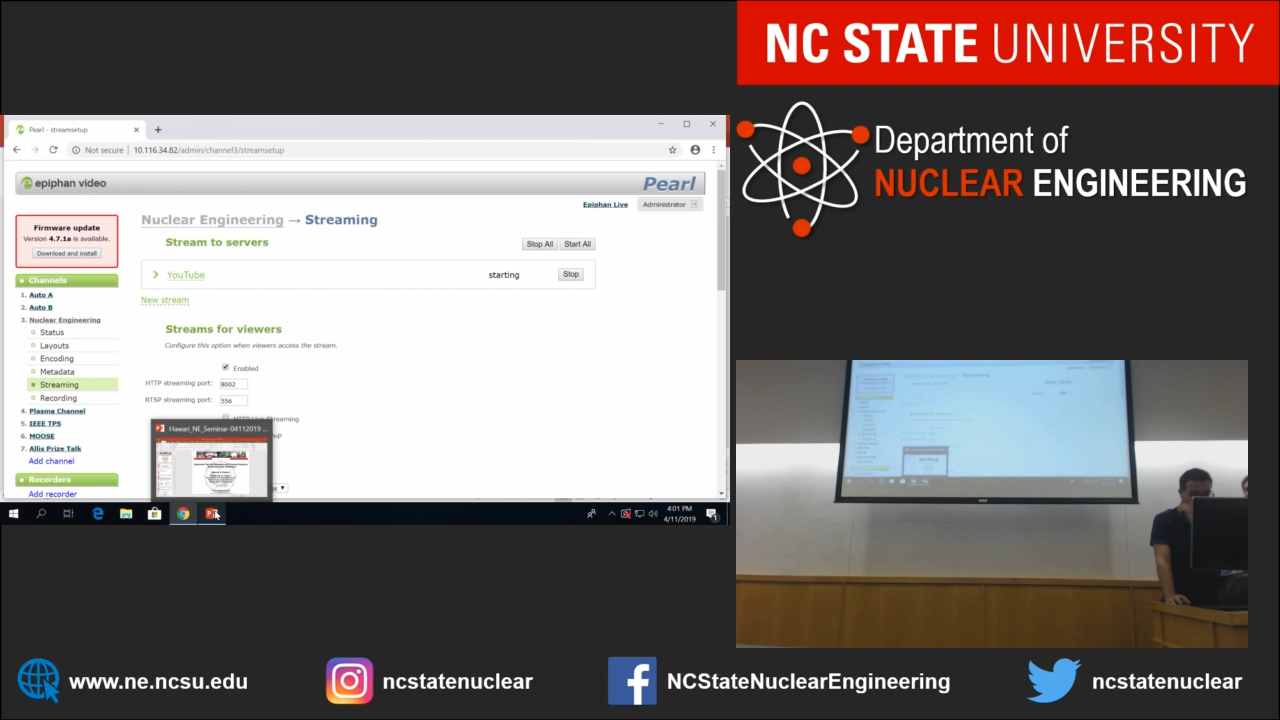 NC STATE UNIVERSITY
Department of
NUCLEAR ENGINEERING
Pearl - streamsetup
Not secure | 10.116.34.82/admin/channel3/streamsetup
epiphan video
Pearl
Epiphan Live
Administrator
Firmware update
Version 4.7.1a is available.
Download and install
Channels
1. Auto A
2. Auto B
3. Nuclear Engineering
Status
Layouts
Encoding
Metadata
Streaming
Recording
4. Plasma Channel
5. IEEE TPS
6. MOOSE
7. Allis Prize Talk
Add channel
Recorders
Add recorder
Nuclear Engineering → Streaming
Stream to servers
Stop All
Start All
YouTube
starting
Stop
New stream
Streams for viewers
Configure this option when viewers access the stream.
Enabled
HTTP streaming port: 8002
RTSP streaming port: 556
Hawari_NE_Seminar-04112019 ...
4:01 PM
4/11/2019
www.ne.ncsu.edu
ncstatenuclear
NCStateNuclearEngineering
ncstatenuclear